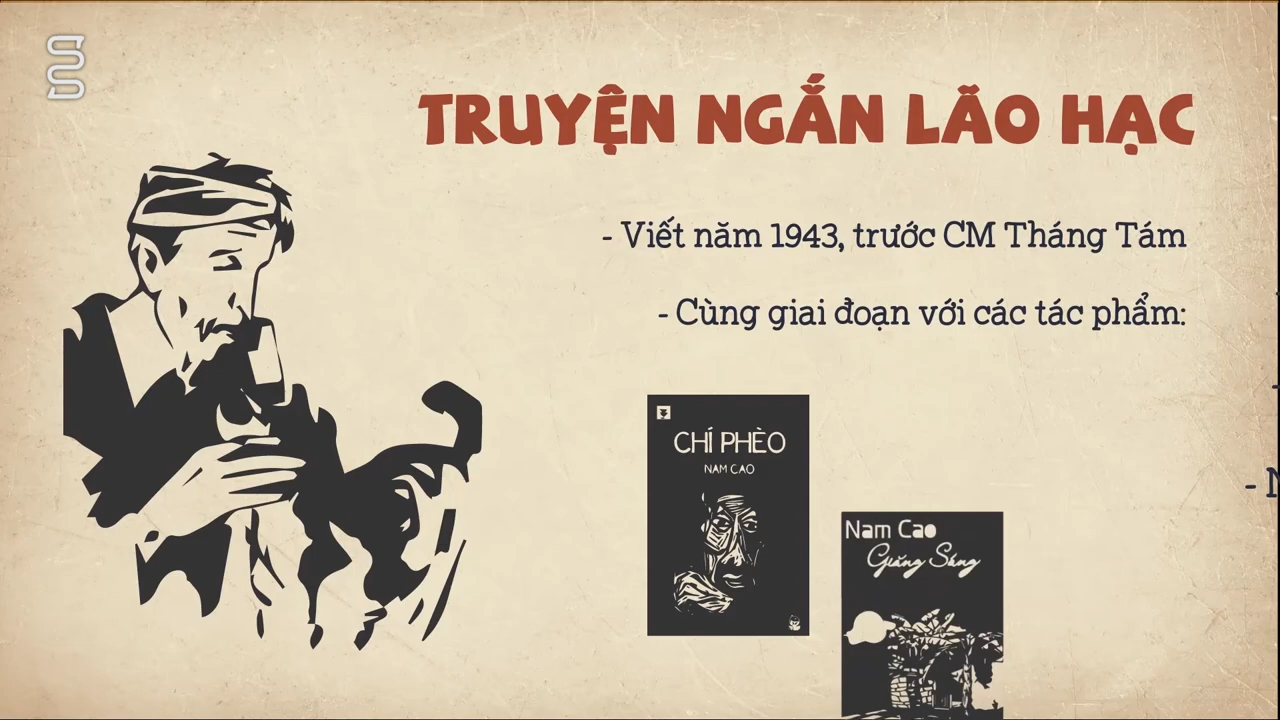 TRUYỆN NGẮN LÃO HẠC
- Viết năm 1943, trước CM Tháng Tám
- Cùng giai đoạn với các tác phẩm:
CHÍ PHÈO
NAM CAO
Nam Cao
Giăng Sáng